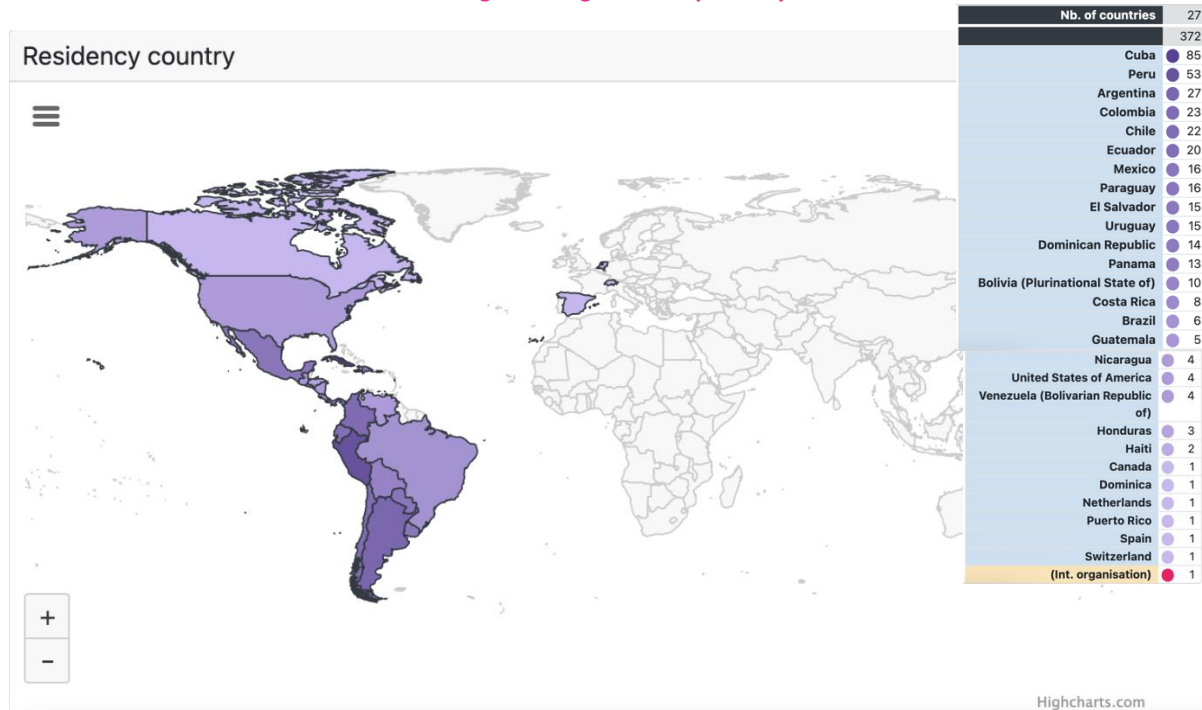 Nb. of countries 27
372
Residency country
Cuba 85
Peru 53
Argentina 27
Colombia 23
Chile 22
Ecuador 20
Mexico 16
Paraguay 16
El Salvador 15
Uruguay 15
Dominican Republic 14
Panama 13
Bolivia (Plurinational State of) 10
Costa Rica 8
Brazil 6
Guatemala 5
Nicaragua 4
United States of America 4
Venezuela (Bolivarian Republic
of) 4
Honduras 3
Haiti 2
Canada 1
Dominica 1
Netherlands 1
Puerto Rico 1
Spain 1
Switzerland 1
(Int. organisation) 1
+
−
Highcharts.com